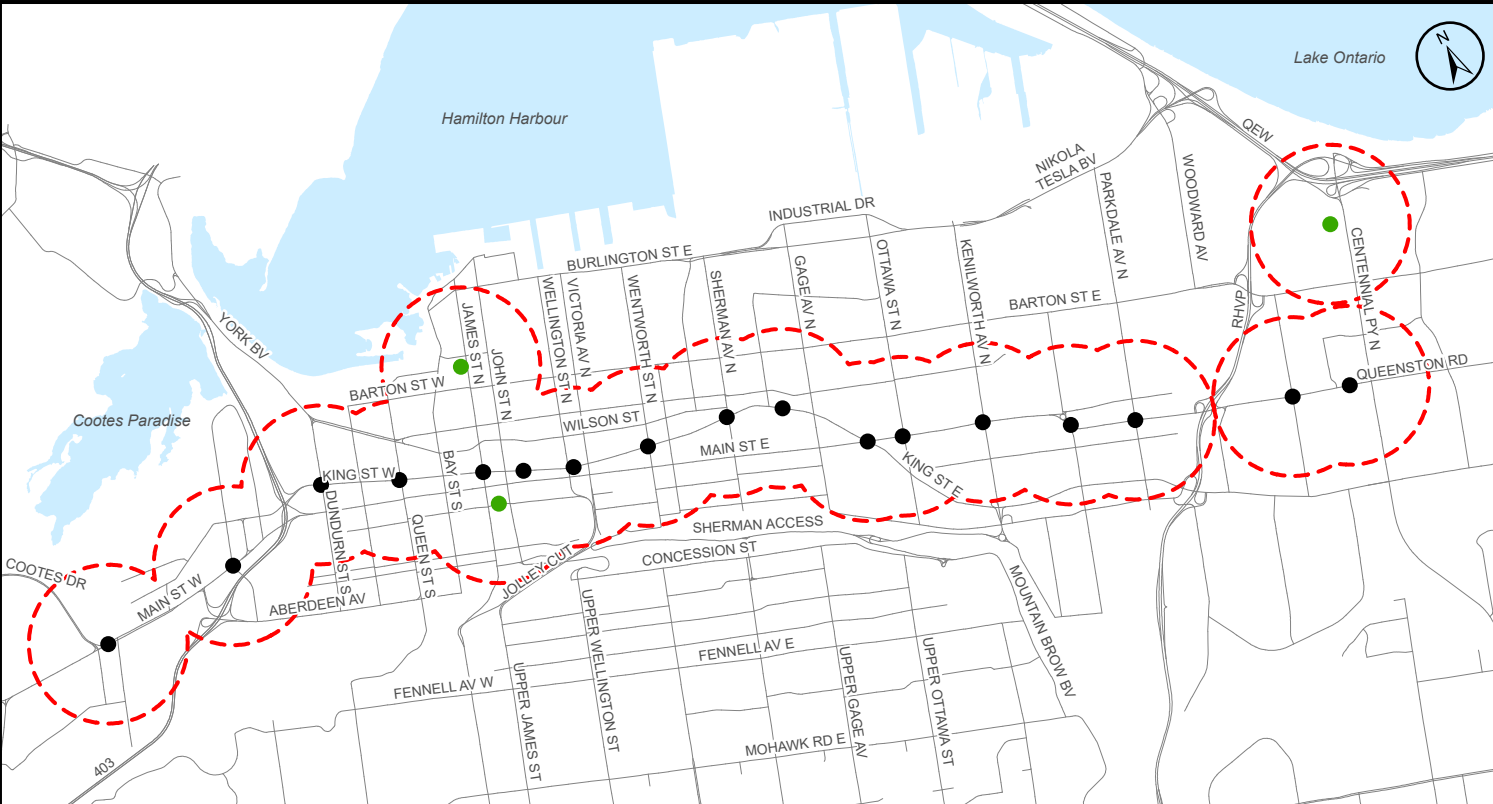 N
Lake Ontario
Hamilton Harbour
QEW
NIKOLA
TESLA BV
WOODWARD AV
PARKDALE AV N
INDUSTRIAL DR
CENTENNIAL PY N
BURLINGTON ST E
OTTAWA ST N
KENILWORTH AV N
GAGE AV N
SHERMAN AV N
WENTWORTH ST N
VICTORIA AV N
WELLINGTON ST N
BARTON ST E
RHVP
JAMES ST N
JOHN ST N
YORK BV
QUEENSTON RD
BARTON ST W
Cootes Paradise
WILSON ST
MAIN ST E
KING ST W
BAY ST S
KING ST E
DUNDURN ST S
QUEEN ST S
SHERMAN ACCESS
CONCESSION ST
JOLLEY CUT
COOTES DR
MAIN ST W
ABERDEEN AV
MOUNTAIN BROW BV
UPPER WELLINGTON ST
FENNELL AV E
UPPER OTTAWA ST
UPPER GAGE AV
FENNELL AV W
UPPER JAMES ST
MOHAWK RD E
403